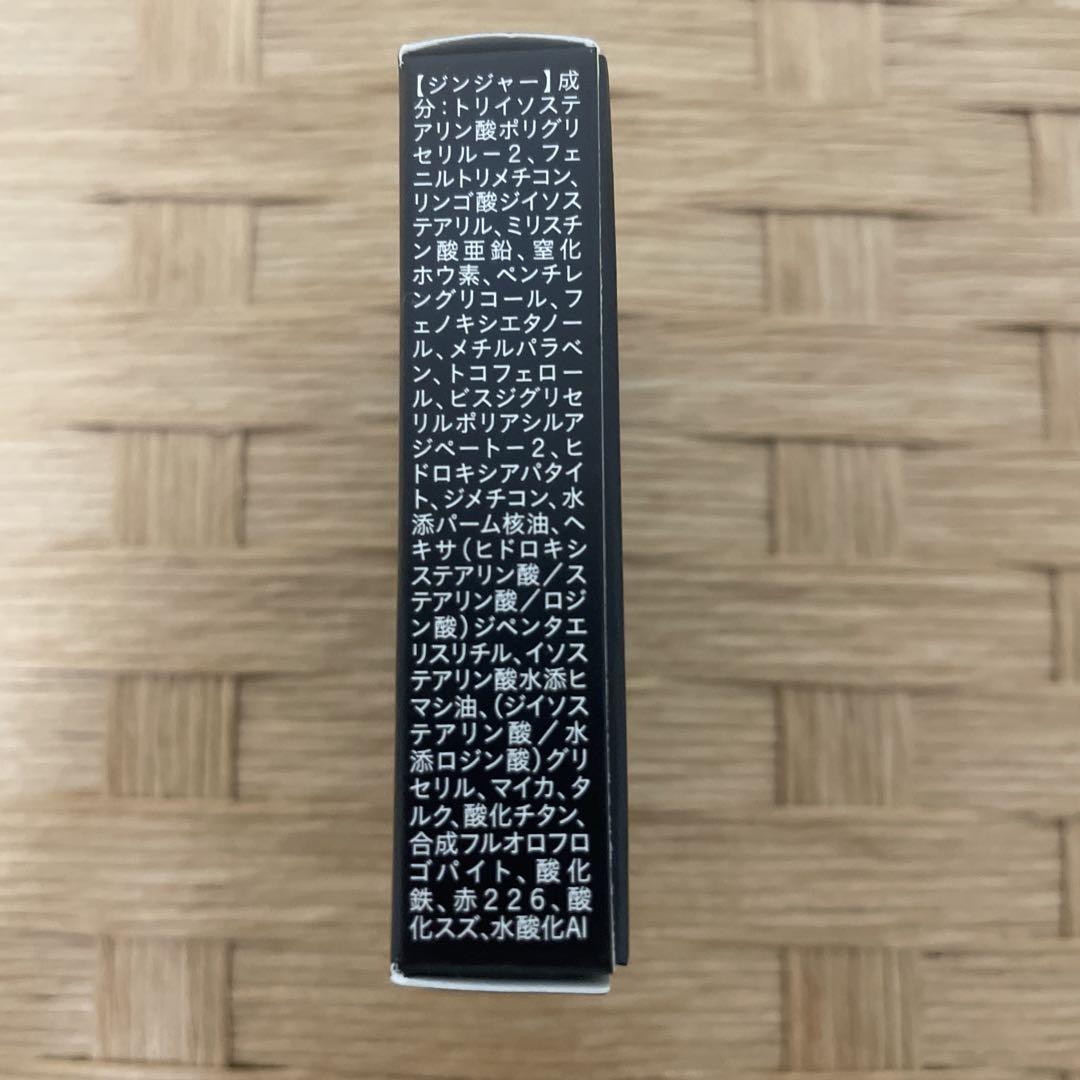 【ジンジャー】成
分：トリイソステ
アリン酸ポリグリ
セリル－２、フェ
ニルトリメチコン、
リンゴ酸ジイソス
テアリル、ミリスチ
ン酸亜鉛、窒化
ホウ素、ペンチレ
ングリコール、フ
ェノキシエタノー
ル、メチルパラベ
ン、トコフェロー
ル、ビスジグリセ
リルポリアシルア
ジペート－２、ヒ
ドロキシアパタイ
ト、ジメチコン、水
添パーム核油、ヘ
キサ（ヒドロキシ
ステアリン酸／ス
テアリン酸／ロジ
ン酸）ジペンタエ
リスリチル、イソス
テアリン酸水添ヒ
マシ油、（ジイソス
テアリン酸／水
添ロジン酸）グリ
セリル、マイカ、タ
ルク、酸化チタン、
合成フルオロフロ
ゴパイト、酸化
鉄、赤２２６、酸
化スズ、水酸化Al